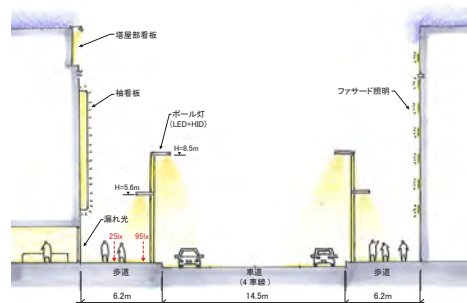 塔屋部看板
袖看板
ファサード照明
ポール灯
(LED+HID)
H=8.5m
H=5.6m
漏れ光
25lx
95lx
歩道
車道
(4車線)
歩道
6.2m
14.5m
6.2m